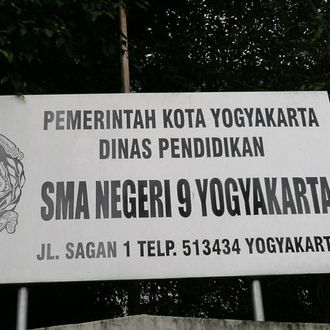 PEMERINTAH KOTA YOGYAKARTA
DINAS PENDIDIKAN
SMA NEGERI 9 YOGYAKARTA
JL. SAGAN 1 TELP. 513434 YOGYAKART